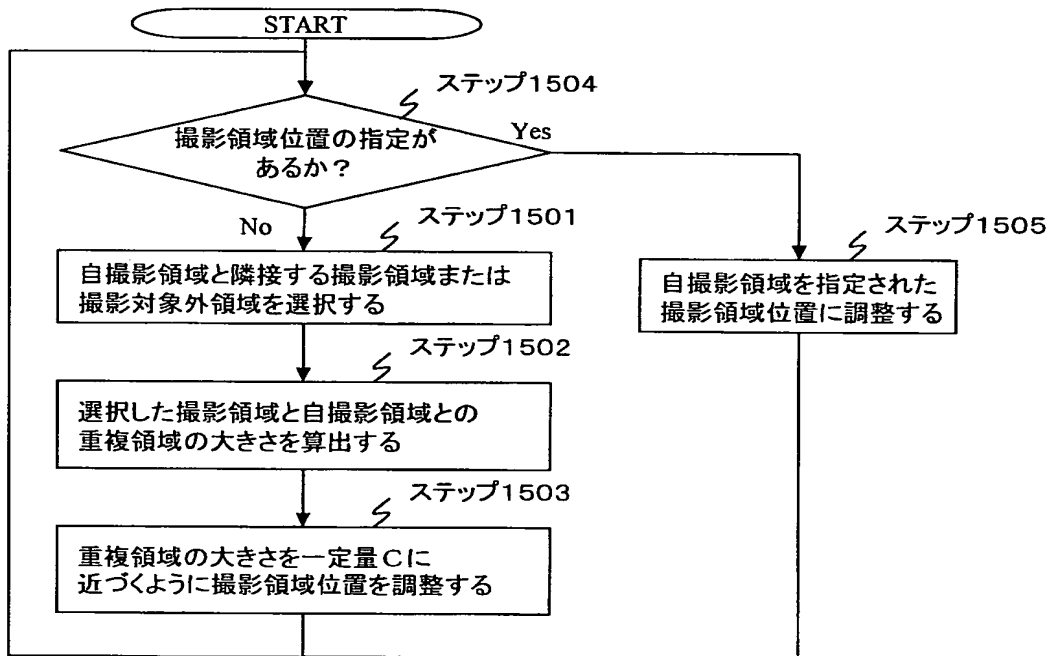 START
ステップ1504
撮影領域位置の指定が
あるか？
Yes
No
ステップ1501
自撮影領域と隣接する撮影領域または
撮影対象外領域を選択する
ステップ1505
自撮影領域を指定された
撮影領域位置に調整する
ステップ1502
選択した撮影領域と自撮影領域との
重複領域の大きさを算出する
ステップ1503
重複領域の大きさを一定量Cに
近づくように撮影領域位置を調整する